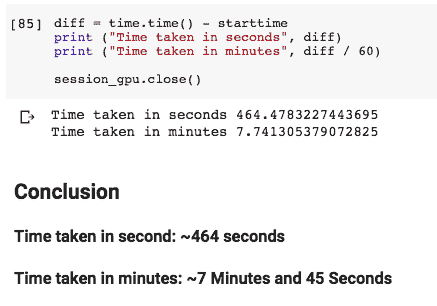 [85] diff = time.time() - starttime
print ("Time taken in seconds", diff)
print ("Time taken in minutes", diff / 60)
session_gpu.close()
Time taken in seconds 464.4783227443695
Time taken in minutes 7.741305379072825
Conclusion
Time taken in second: ~464 seconds
Time taken in minutes: ~7 Minutes and 45 Seconds